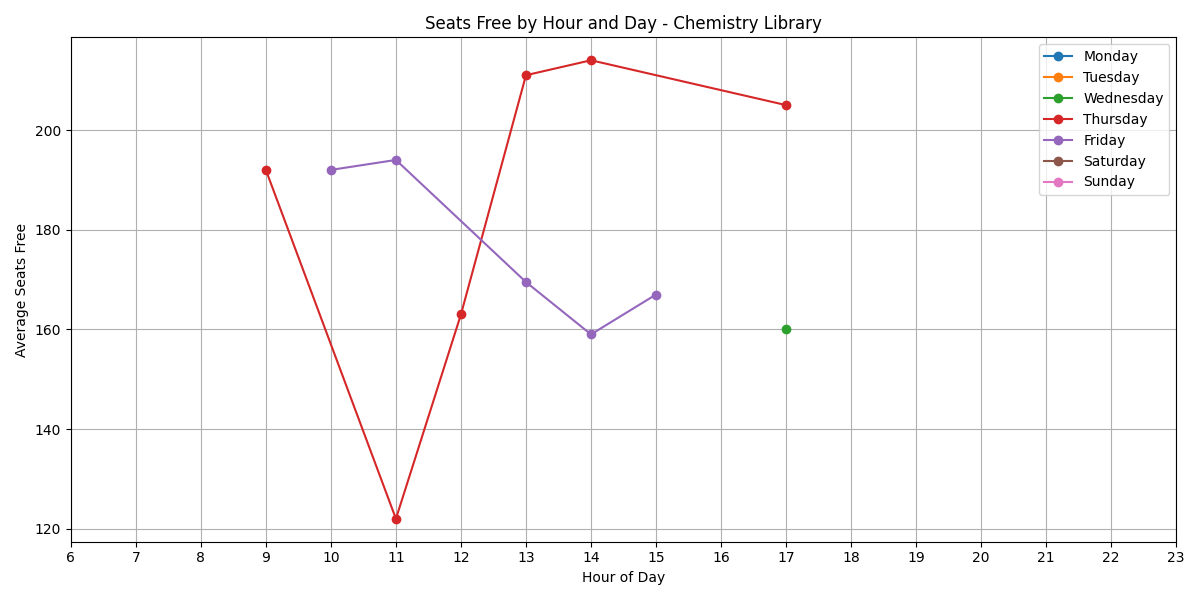 Seats Free by Hour and Day - Chemistry Library
Monday
Tuesday
Wednesday
Thursday
Friday
Saturday
Sunday
Average Seats Free
200
180
160
140
120
6 7 8 9 10 11 12 13 14 15 16 17 18 19 20 21 22 23
Hour of Day